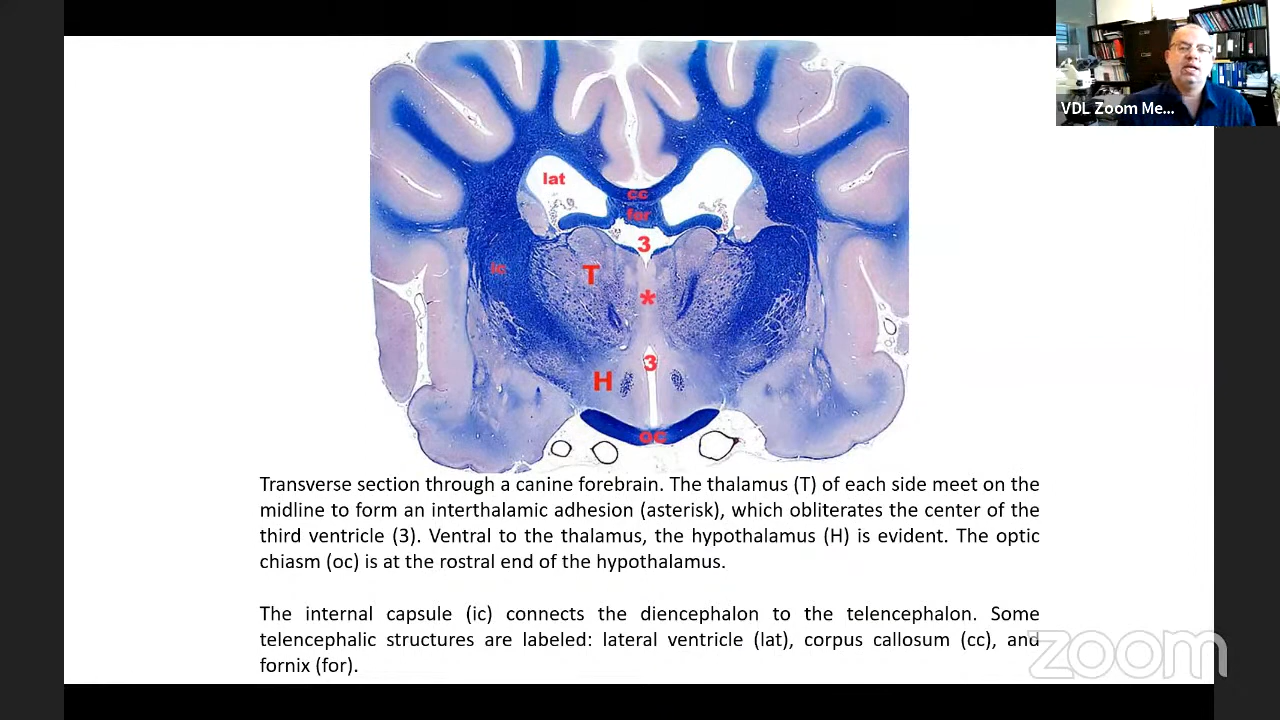 VDL Zoom Me...
lat
cc
for
3
ic
T
*
3
H
oc
Transverse section through a canine forebrain. The thalamus (T) of each side meet on the
midline to form an interthalamic adhesion (asterisk), which obliterates the center of the
third ventricle (3). Ventral to the thalamus, the hypothalamus (H) is evident. The optic
chiasm (oc) is at the rostral end of the hypothalamus.
The internal capsule (ic) connects the diencephalon to the telencephalon. Some
telencephalic structures are labeled: lateral ventricle (lat), corpus callosum (cc), and
fornix (for).
zoom